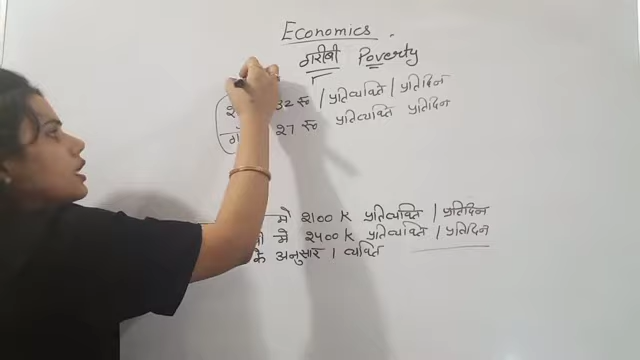 Economics
गरीबी Poverty
32 रू / प्रतिव्यक्ति / प्रतिदिन
27 रू प्रतिव्यक्ति प्रतिदिन
में 2100 K प्रतिव्यक्ति / प्रतिदिन
में 2400 K प्रतिव्यक्ति / प्रतिदिन
के अनुसार । व्यक्ति